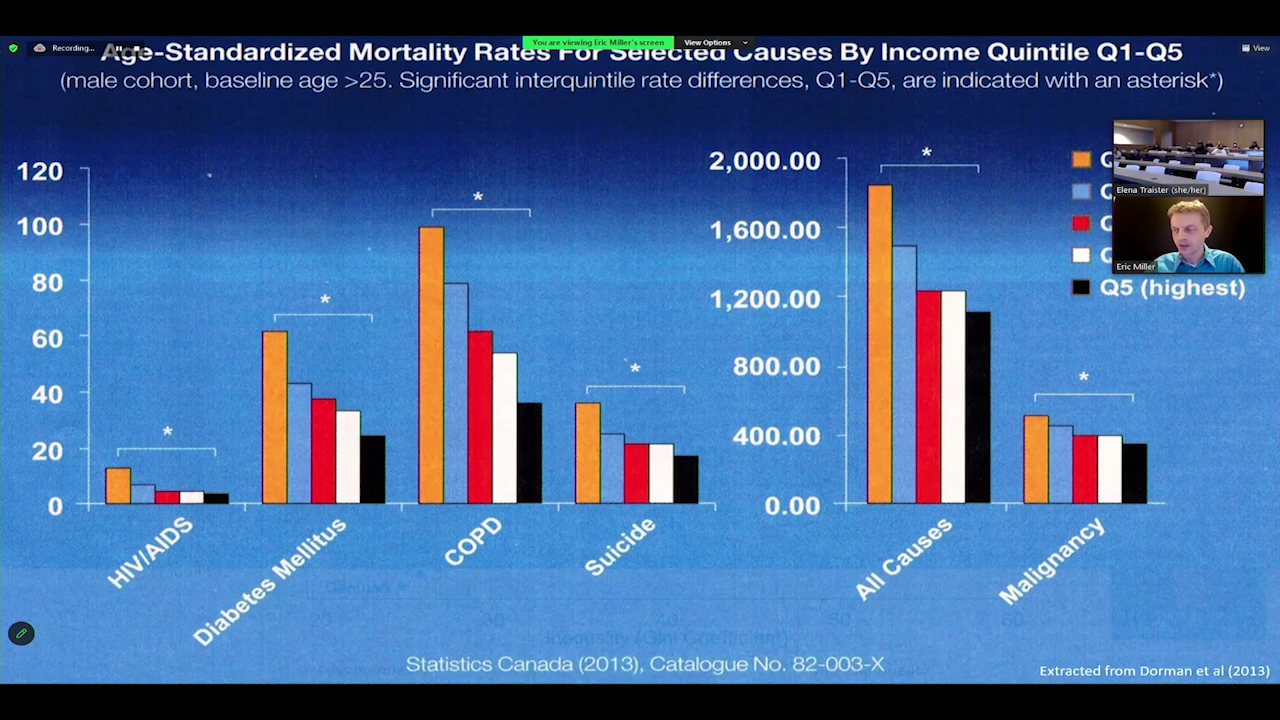 Recording...
You are viewing Eric Miller's screen
View Options
View
Age-Standardized Mortality Rates For Selected Causes By Income Quintile Q1-Q5
(male cohort, baseline age >25. Significant interquintile rate differences, Q1-Q5, are indicated with an asterisk*)
120
100
80
60
40
20
0
*
*
*
*
HIV/AIDS
Diabetes Mellitus
COPD
Suicide
2,000.00
1,600.00
1,200.00
800.00
400.00
0.00
*
*
All Causes
Malignancy
Q5 (highest)
Elena Traister (she/her)
Eric Miller
Inequality (Gini Coefficient)
Statistics Canada (2013), Catalogue No. 82-003-X
Extracted from Dorman et al (2013)